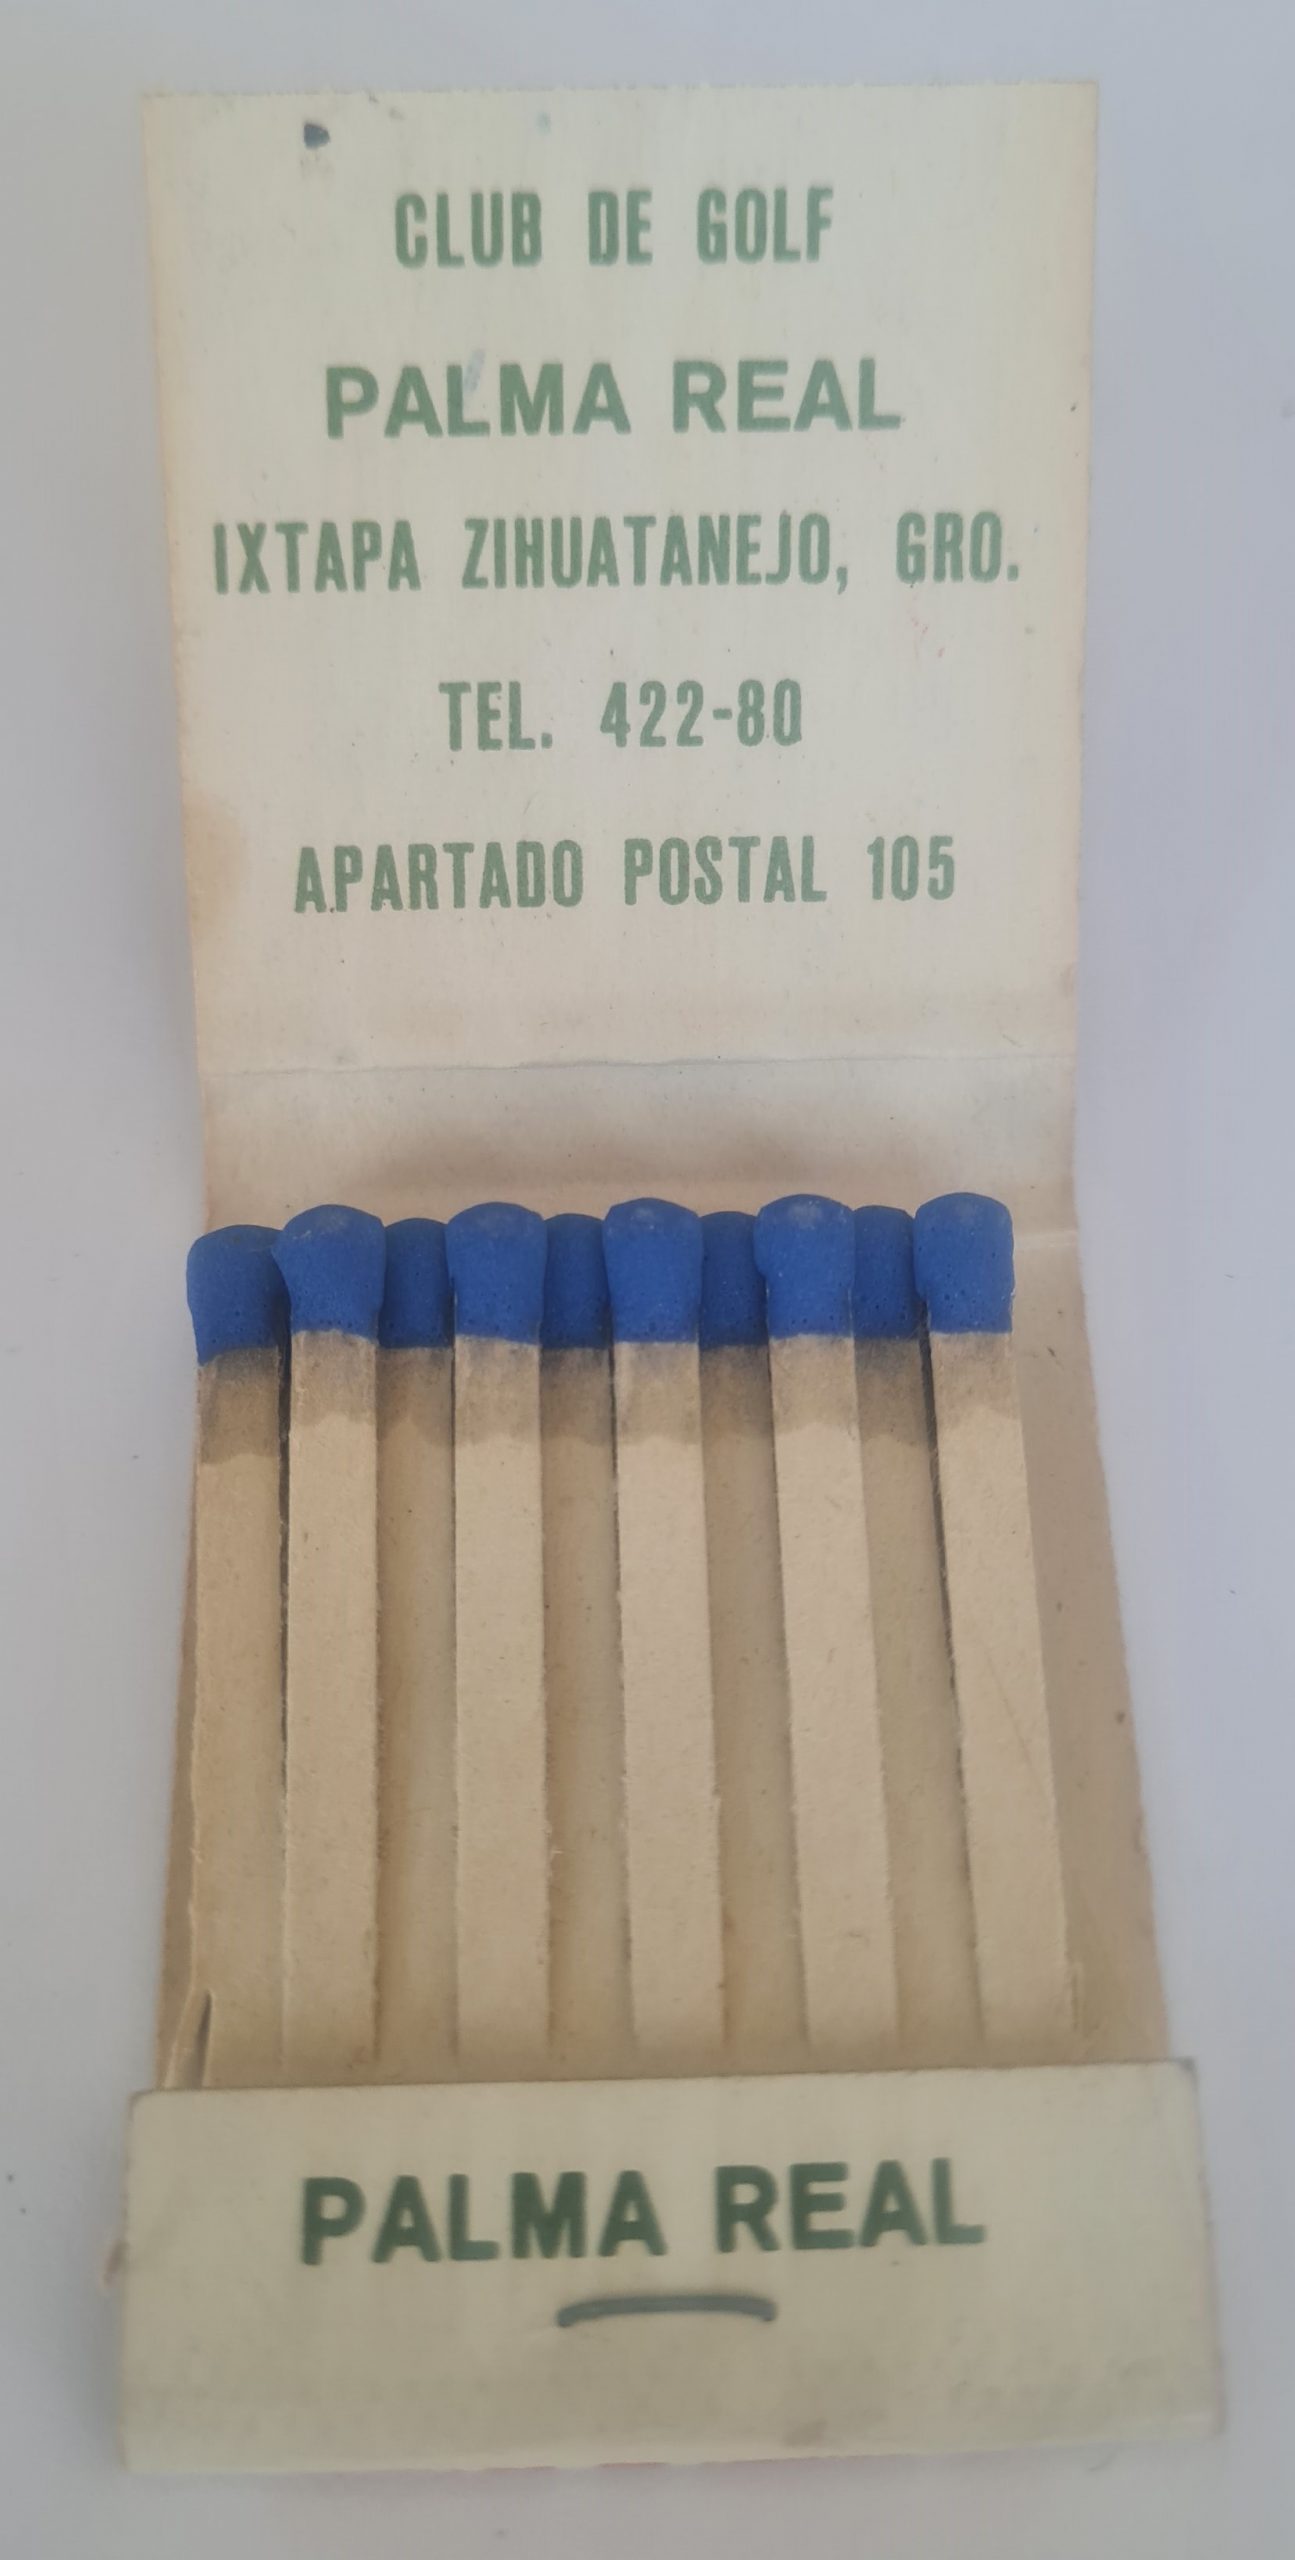 CLUB DE GOLF
PALMA REAL
IXTAPA ZIHUATANEJO, GRO.
TEL. 422-80
APARTADO POSTAL 105
PALMA REAL